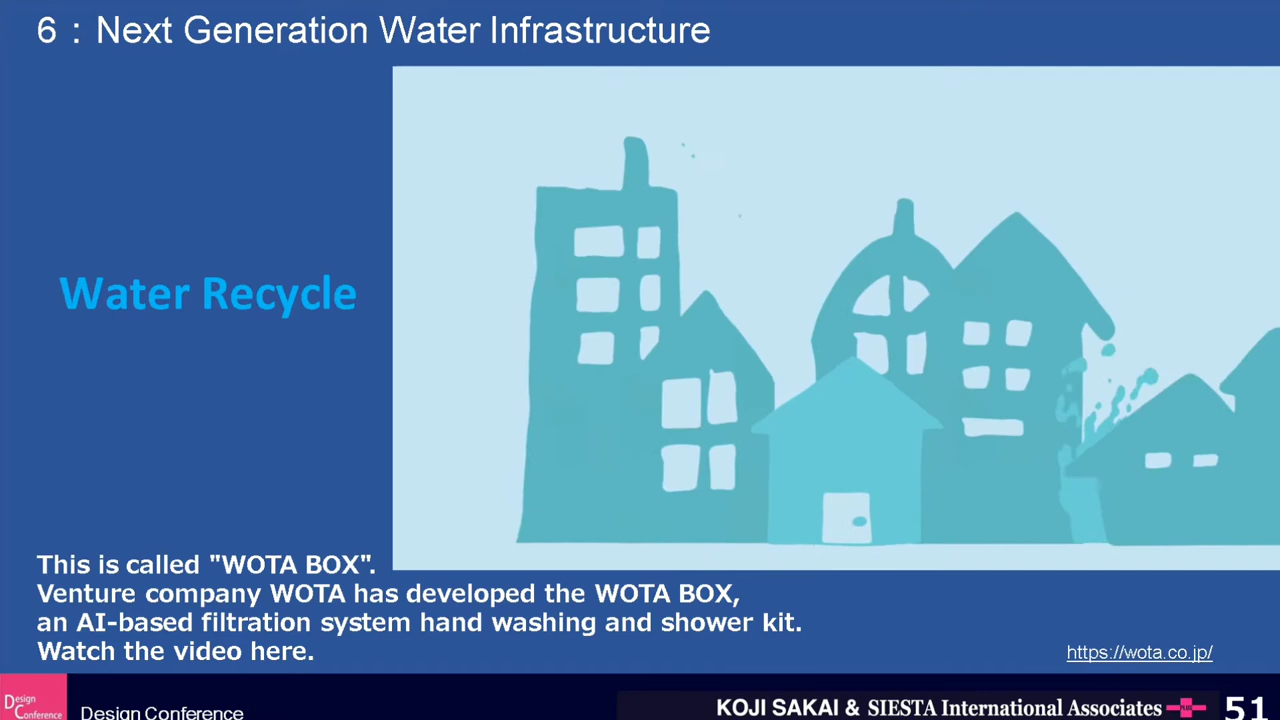 6：Next Generation Water Infrastructure
Water Recycle
This is called "WOTA BOX".
Venture company WOTA has developed the WOTA BOX,
an AI-based filtration system hand washing and shower kit.
Watch the video here.
https://wota.co.jp/
Design
Conference
Design Conference
KOJI SAKAI & SIESTA International Associates
51